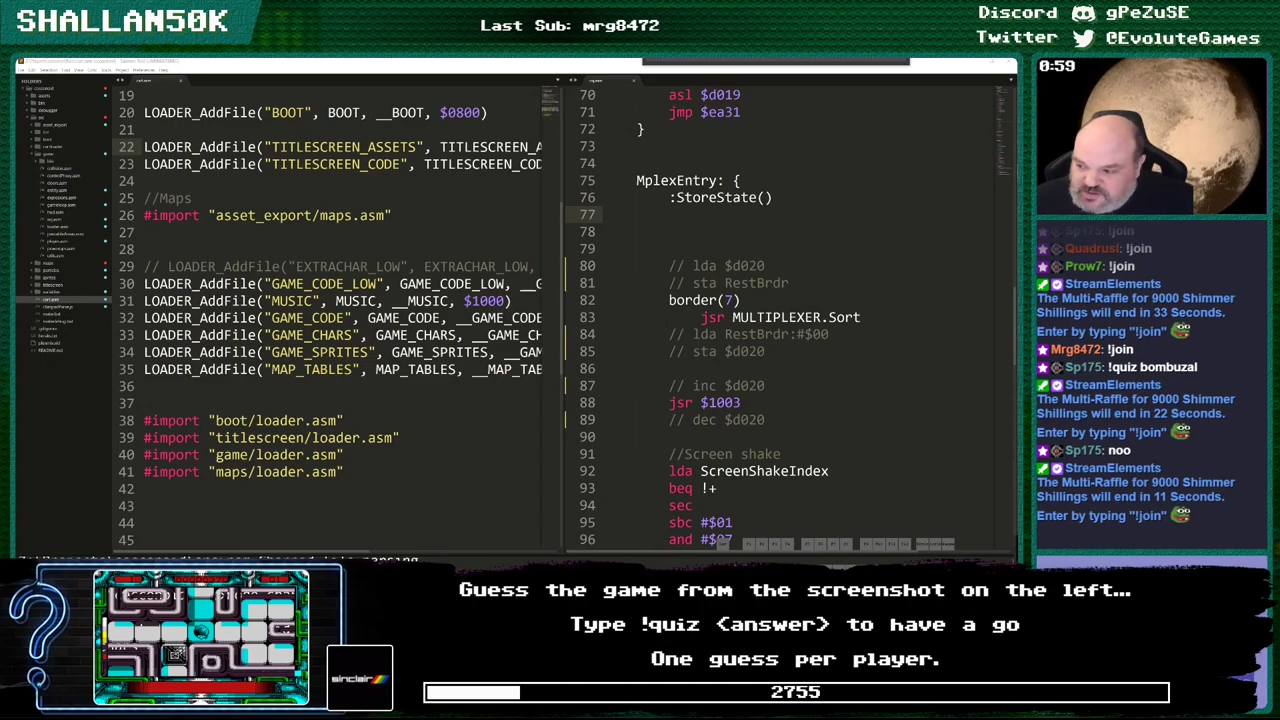 SHALLAN50K
Last Sub: mrg8472
Discord gPeZuSE
Twitter @EvoluteGames
0:59
19
20 LOADER_AddFile("BOOT", BOOT, __BOOT, $0800)
21
22 LOADER_AddFile("TITLESCREEN_ASSETS", TITLESCREEN_A
23 LOADER_AddFile("TITLESCREEN_CODE", TITLESCREEN_COD
24
25 //Maps
26 #import "asset_export/maps.asm"
27
28
29 // LOADER_AddFile("EXTRACHAR_LOW", EXTRACHAR_LOW,
30 LOADER_AddFile("GAME_CODE_LOW", GAME_CODE_LOW, __G
31 LOADER_AddFile("MUSIC", MUSIC, __MUSIC, $1000)
32 LOADER_AddFile("GAME_CODE", GAME_CODE, __GAME_CODE
33 LOADER_AddFile("GAME_CHARS", GAME_CHARS, __GAME_CH
34 LOADER_AddFile("GAME_SPRITES", GAME_SPRITES, __GAM
35 LOADER_AddFile("MAP_TABLES", MAP_TABLES, __MAP_TAB
36
37
38 #import "boot/loader.asm"
39 #import "titlescreen/loader.asm"
40 #import "game/loader.asm"
41 #import "maps/loader.asm"
42
43
44
45
70 asl $d019
71 jmp $ea31
72 }
73
74
75 MplexEntry: {
76 :StoreState()
77
78
79
80 // lda $d020
81 // sta RestBrdr
82 border(7)
83 jsr MULTIPLEXER.Sort
84 // lda RestBrdr:#$00
85 // sta $d020
86
87 // inc $d020
88 jsr $1003
89 // dec $d020
90
91 //Screen shake
92 lda ScreenShakeIndex
93 beq !+
94 sec
95 sbc #$01
96 and #$07
Sp175: !join
Quadrusi: !join
Prow7: !join
StreamElements
The Multi-Raffle for 9000 Shimmer
Shillings will end in 33 Seconds.
Enter by typing "!join"
Mrg8472: !join
Sp175: !quiz bombuzal
StreamElements
The Multi-Raffle for 9000 Shimmer
Shillings will end in 22 Seconds.
Enter by typing "!join"
Sp175: noo
StreamElements
The Multi-Raffle for 9000 Shimmer
Shillings will end in 11 Seconds.
Enter by typing "!join"
sinclair
Guess the game from the screenshot on the left...
Type !quiz <answer> to have a go
One guess per player.
2755